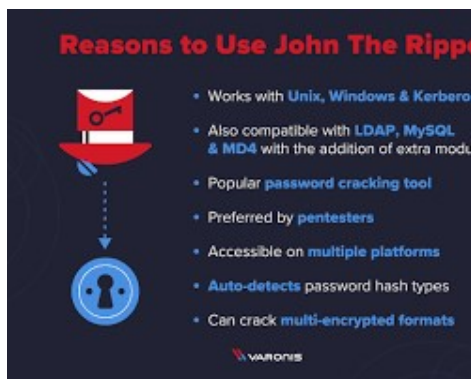 Reasons to Use John The Rippe
Works with Unix, Windows & Kerbero
Also compatible with LDAP, MySQL
& MD4 with the addition of extra modu
Popular password cracking tool
Preferred by pentesters
Accessible on multiple platforms
Auto-detects password hash types
Can crack multi-encrypted formats
VARONIS